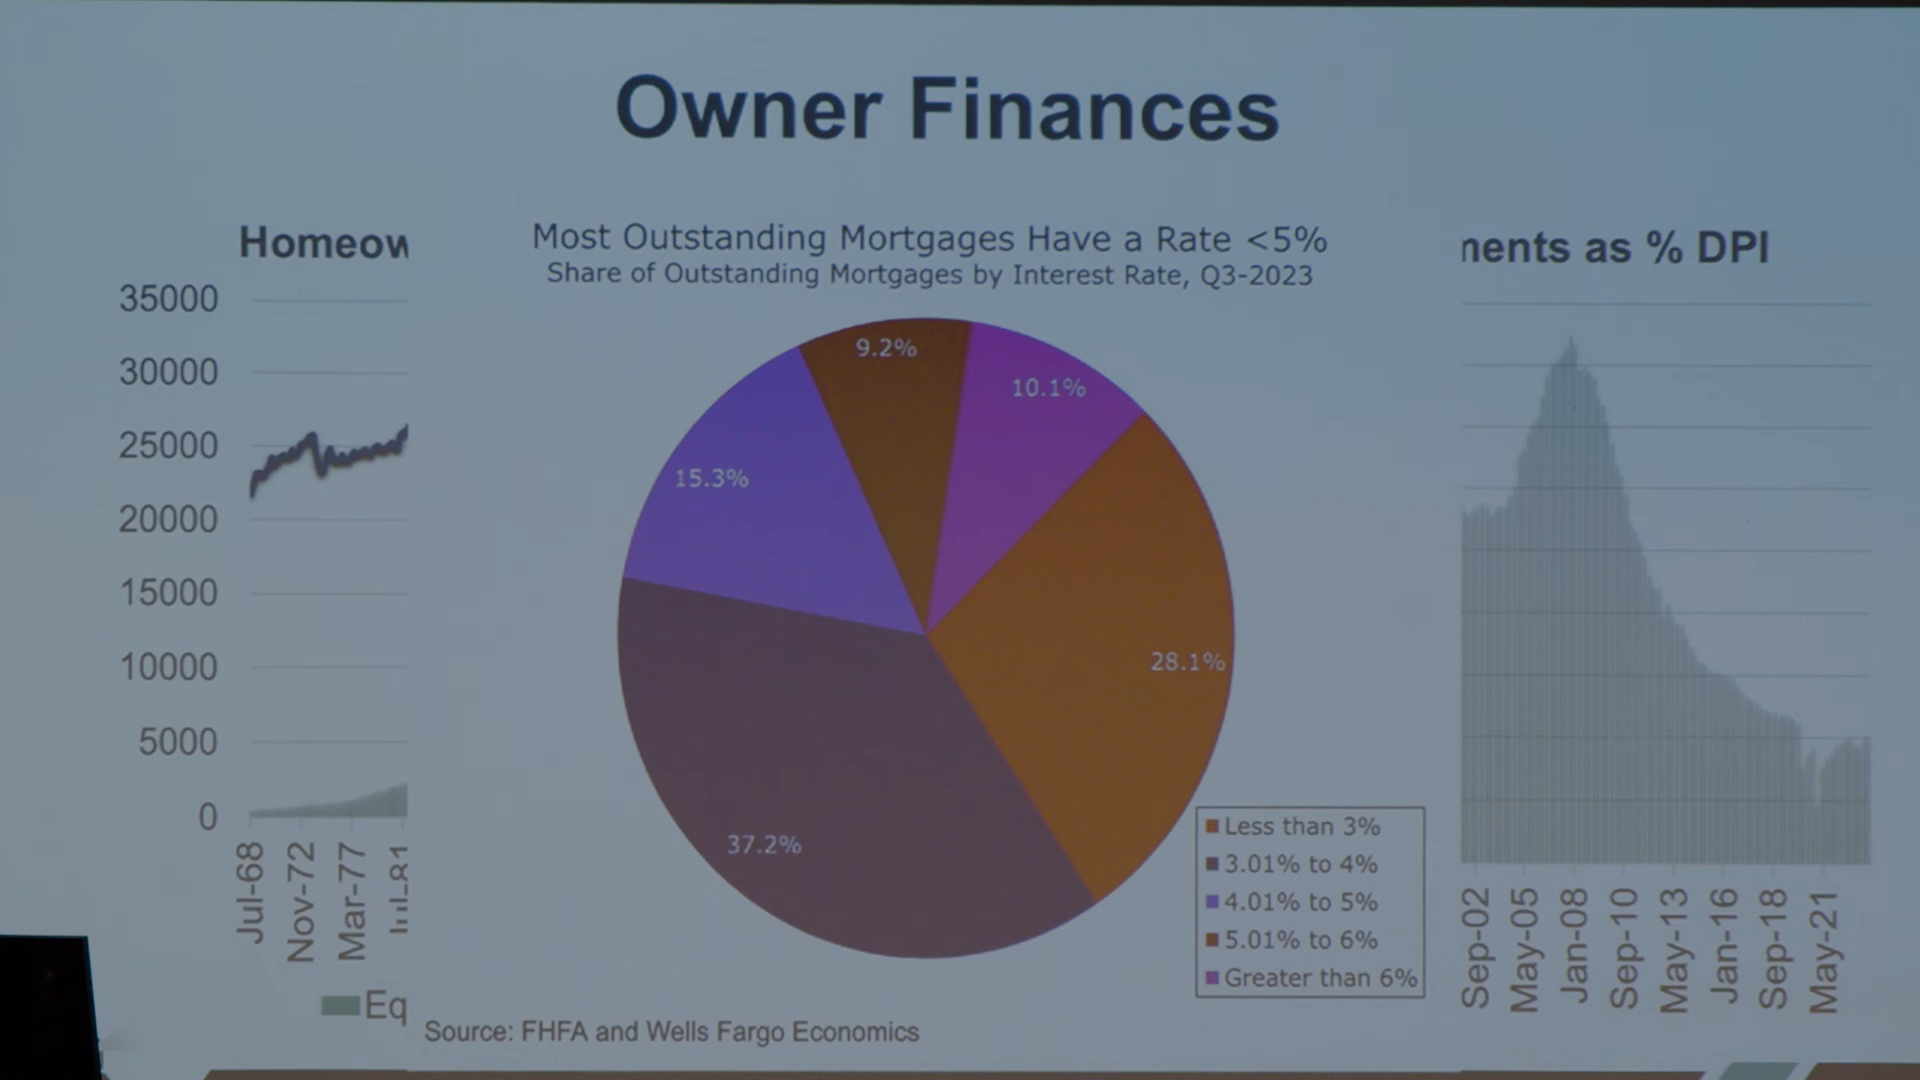 Owner Finances
Homeow
Most Outstanding Mortgages Have a Rate <5%
Share of Outstanding Mortgages by Interest Rate, Q3-2023
ments as % DPI
35000
30000
25000
20000
15000
10000
5000
0
Jul-68
Nov-72
Mar-77
Jul-81
9.2%
10.1%
15.3%
28.1%
37.2%
Less than 3%
3.01% to 4%
4.01% to 5%
5.01% to 6%
Greater than 6%
Sep-02
May-05
Jan-08
Sep-10
May-13
Jan-16
Sep-18
May-21
Eq
Source: FHFA and Wells Fargo Economics